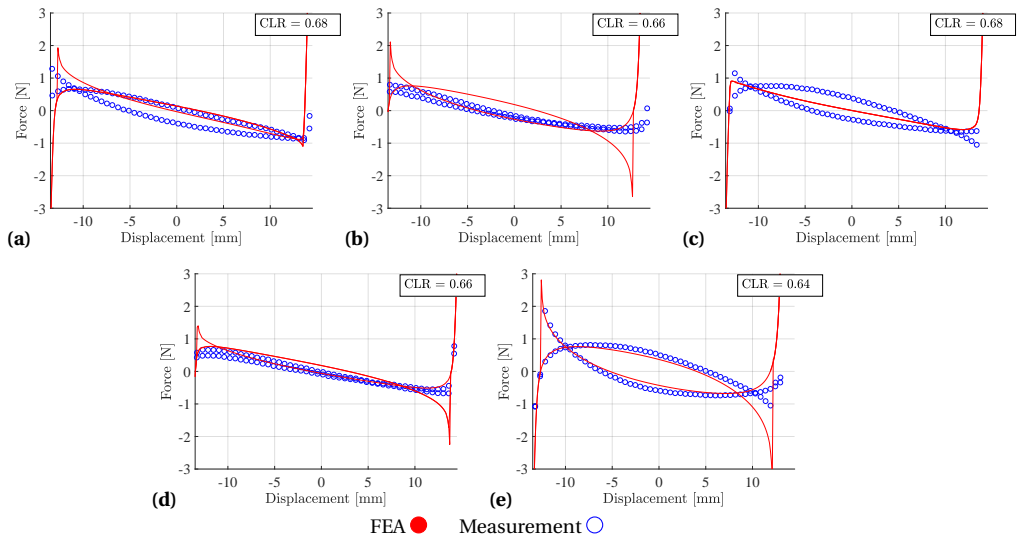 3
2
1
0
-1
-2
-3
Force [N]
CLR = 0.68
-10 -5 0 5 10
Displacement [mm]
(a)
3
2
1
0
-1
-2
-3
Force [N]
CLR = 0.66
-10 -5 0 5 10
Displacement [mm]
(b)
3
2
1
0
-1
-2
-3
Force [N]
CLR = 0.68
-10 -5 0 5 10
Displacement [mm]
(c)
3
2
1
0
-1
-2
-3
Force [N]
CLR = 0.66
-10 -5 0 5 10
Displacement [mm]
(d)
3
2
1
0
-1
-2
-3
Force [N]
CLR = 0.64
-10 -5 0 5 10
Displacement [mm]
(e)
FEA Measurement